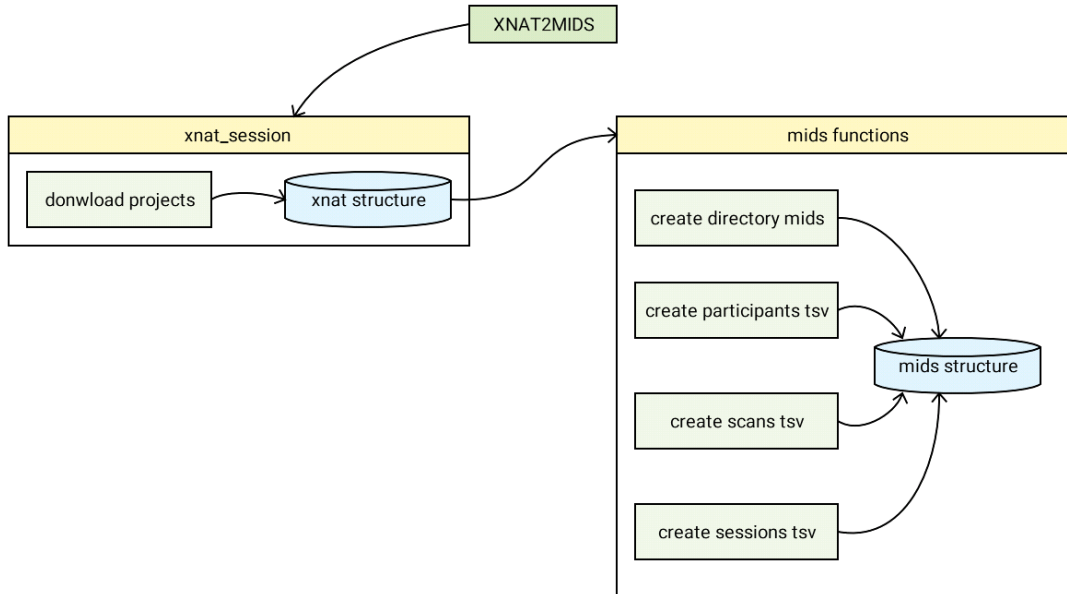 XNAT2MIDS
xnat_session
donwload projects
xnat structure
mids functions
create directory mids
create participants tsv
mids structure
create scans tsv
create sessions tsv